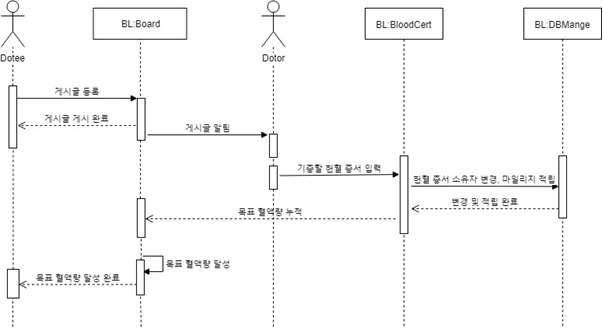 BL:Board
BL:BloodCert
BL:DBMange
Dotee
Dotor
게시글 등록
게시글 게시 완료
게시글 알림
기증할 헌혈 증서 입력
헌혈 증서 소유자 변경, 마일리지 적립
변경 및 적립 완료
목표 혈액량 누적
목표 혈액량 달성
목표 혈액량 달성 완료